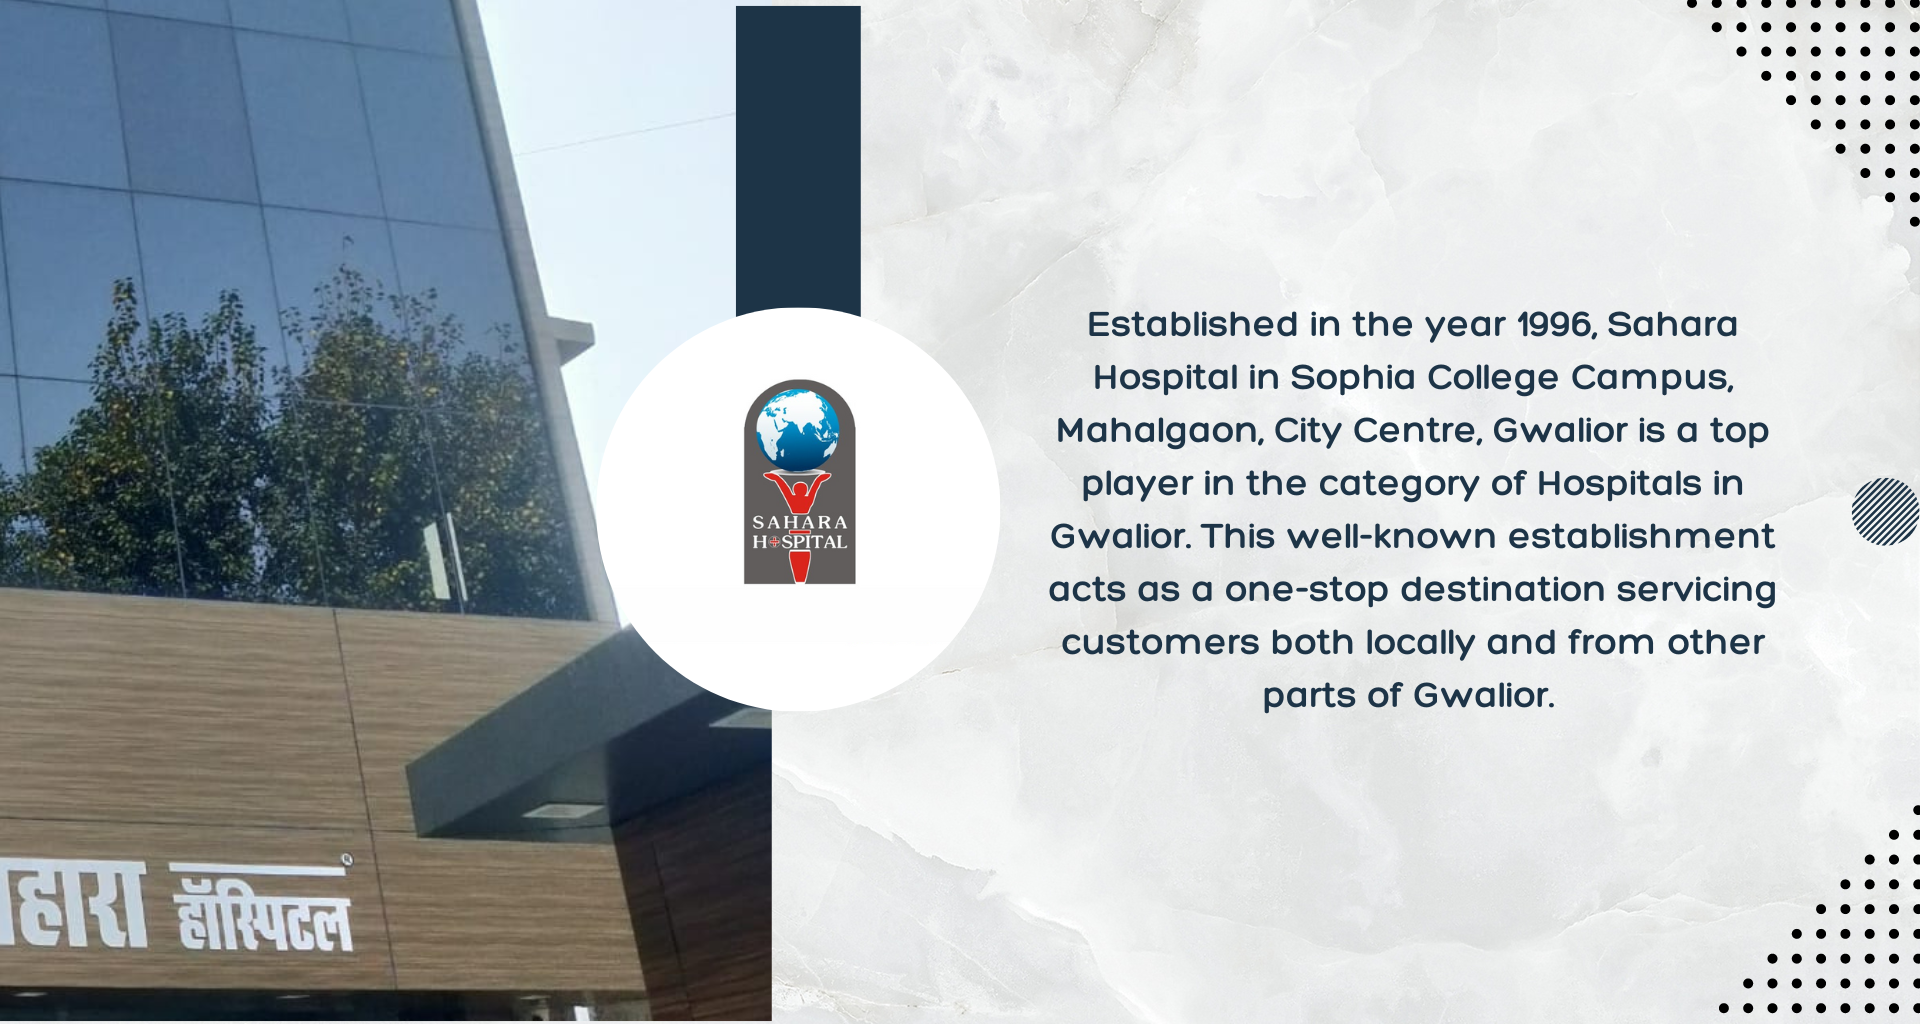 हॉस्पिटल
®
SAHARA
HOSPITAL
Established in the year 1996, Sahara
Hospital in Sophia College Campus,
Mahalgaon, City Centre, Gwalior is a top
player in the category of Hospitals in
Gwalior. This well-known establishment
acts as a one-stop destination servicing
customers both locally and from other
parts of Gwalior.